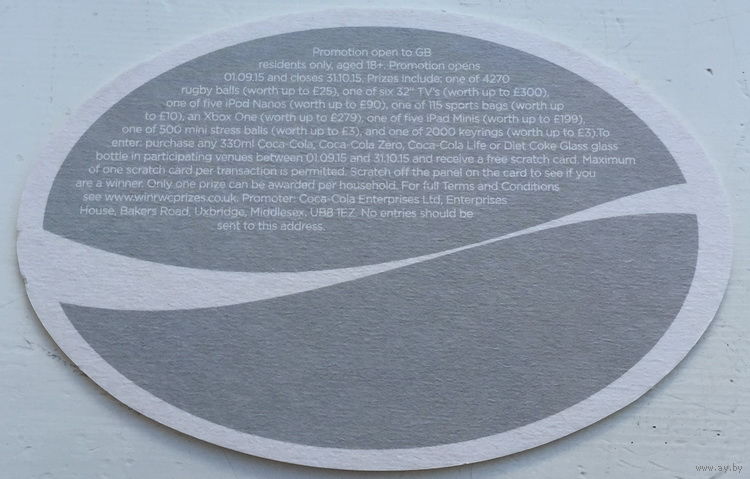 Promotion open to GB
residents only, aged 18+. Promotion opens
01.09.15 and closes 31.10.15. Prizes include; one of 4270
rugby balls (worth up to £25), one of six 32" TV's (worth up to £300),
one of five iPod Nanos (worth up to £90), one of 115 sports bags (worth up
to £10), an Xbox One (worth up to £279), one of five iPad Minis (worth up to £199),
one of 500 mini stress balls (worth up to £3), and one of 2000 keyrings (worth up to £3).To
enter: purchase any 330ml Coca-Cola, Coca-Cola Zero, Coca-Cola Life or Diet Coke Glass glass
bottle in participating venues between 01.09.15 and 31.10.15 and receive a free scratch card. Maximum
of one scratch card per transaction is permitted. Scratch off the panel on the card to see if you
are a winner. Only one prize can be awarded per household. For full Terms and Conditions
see www.winrwcprizes.co.uk. Promoter: Coca-Cola Enterprises Ltd, Enterprises
House, Bakers Road, Uxbridge, Middlesex. UB8 1EZ. No entries should be
sent to this address.
www.ay.by